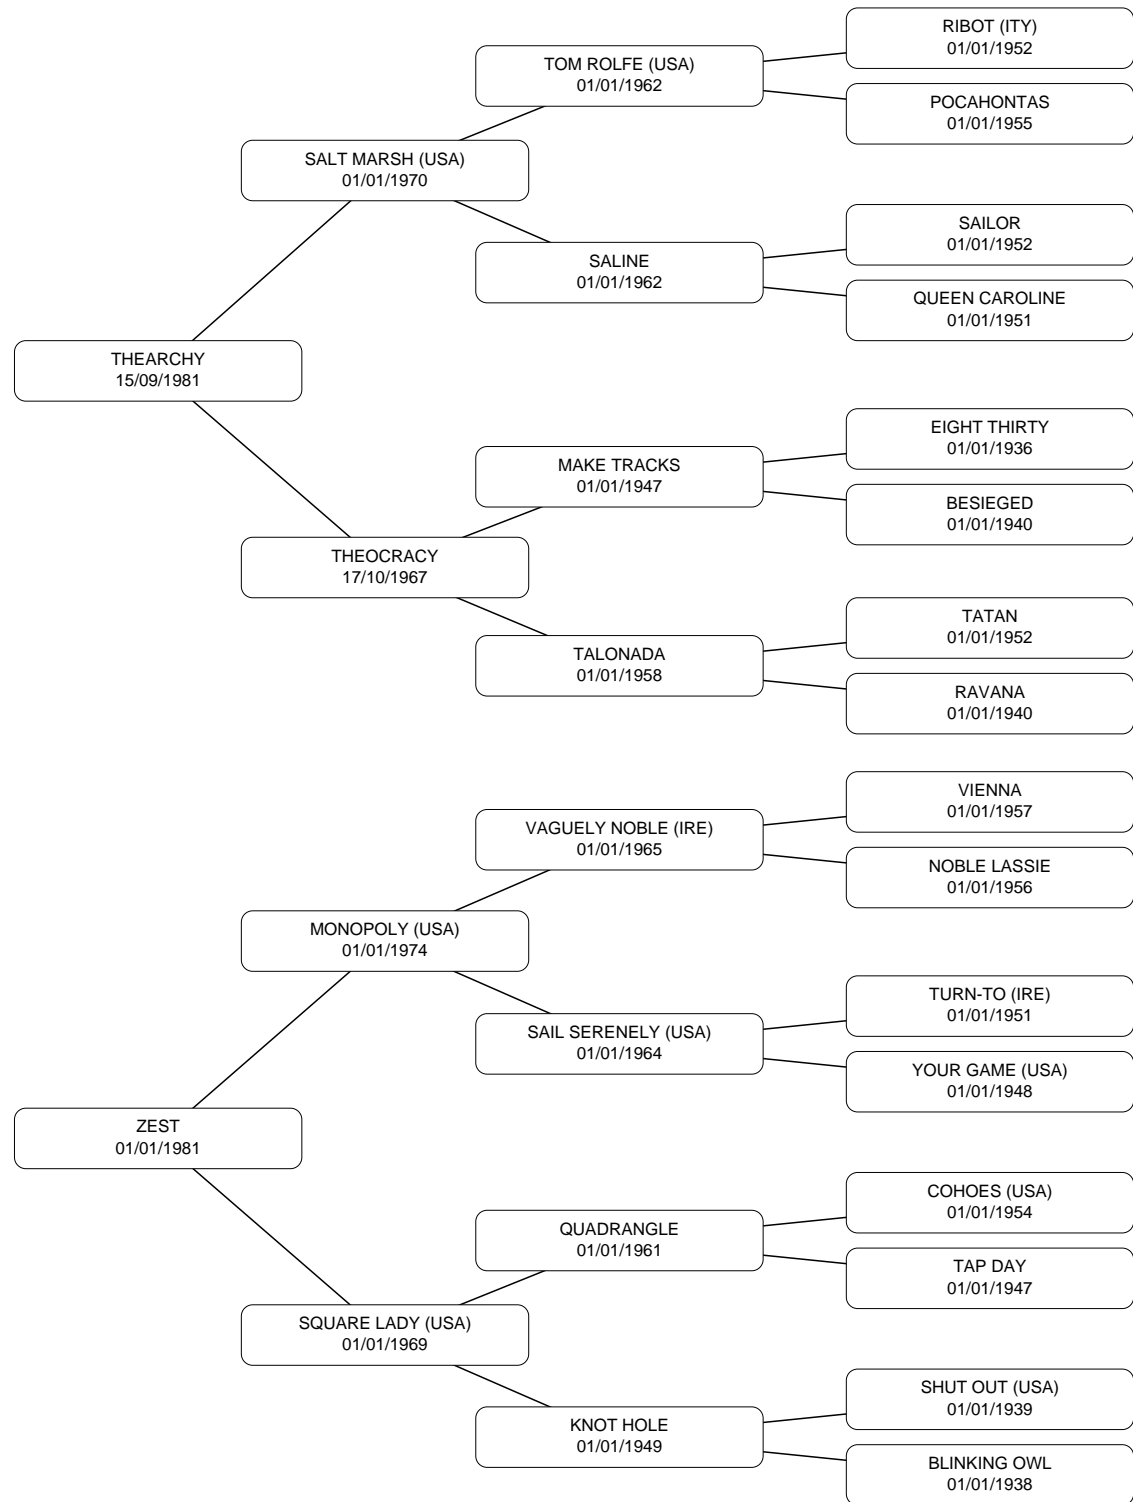 RIBOT (ITY)
01/01/1952
TOM ROLFE (USA)
01/01/1962
POCAHONTAS
01/01/1955
SALT MARSH (USA)
01/01/1970
SAILOR
01/01/1952
SALINE
01/01/1962
QUEEN CAROLINE
01/01/1951
THEARCHY
15/09/1981
EIGHT THIRTY
01/01/1936
MAKE TRACKS
01/01/1947
BESIEGED
01/01/1940
THEOCRACY
17/10/1967
TATAN
01/01/1952
TALONADA
01/01/1958
RAVANA
01/01/1940
VIENNA
01/01/1957
VAGUELY NOBLE (IRE)
01/01/1965
NOBLE LASSIE
01/01/1956
MONOPOLY (USA)
01/01/1974
TURN-TO (IRE)
01/01/1951
SAIL SERENELY (USA)
01/01/1964
YOUR GAME (USA)
01/01/1948
ZEST
01/01/1981
COHOES (USA)
01/01/1954
QUADRANGLE
01/01/1961
TAP DAY
01/01/1947
SQUARE LADY (USA)
01/01/1969
SHUT OUT (USA)
01/01/1939
KNOT HOLE
01/01/1949
BLINKING OWL
01/01/1938